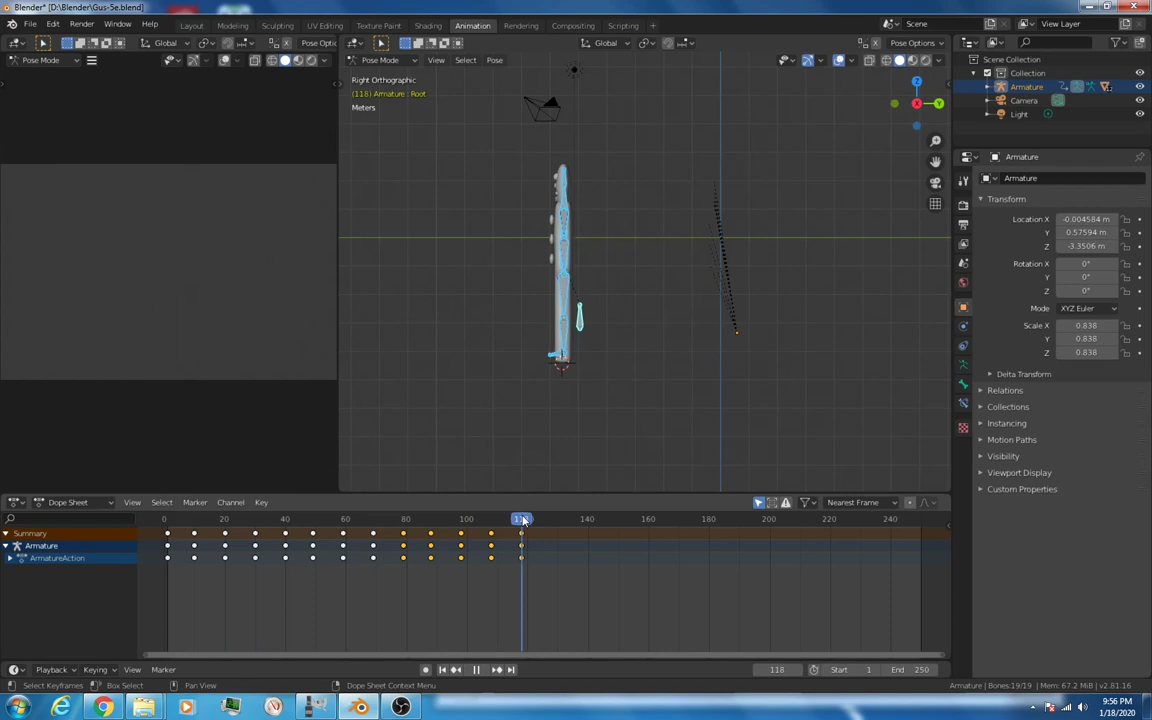 Blender* [D:\Blender\Gus-5e.blend]
File Edit Render Window Help Layout Modeling Sculpting UV Editing Texture Paint Shading Animation Rendering Compositing Scripting + Scene View Layer
Global Pose Optic Global Pose Options
Pose Mode Pose Mode View Select Pose
Right Orthographic
(118) Armature : Root
Meters
Z
X
Y
Scene Collection
Collection
Armature
Camera
Light
Armature
Armature
Transform
Location X -0.004584 m
Y 0.57594 m
Z -3.3506 m
Rotation X 0°
Y 0°
Z 0°
Mode XYZ Euler
Scale X 0.838
Y 0.838
Z 0.838
Delta Transform
Relations
Collections
Instancing
Motion Paths
Visibility
Viewport Display
Custom Properties
Dope Sheet View Select Marker Channel Key Nearest Frame
0 20 40 60 80 100 140 160 180 200 220 240
Summary
Armature
ArmatureAction
Playback Keying View Marker 118 Start 1 End 250
Select Keyframes Box Select Pan View Dope Sheet Context Menu Armature | Bones:19/19 | Mem: 67.2 MiB | v2.81.16
9:56 PM
1/18/2020